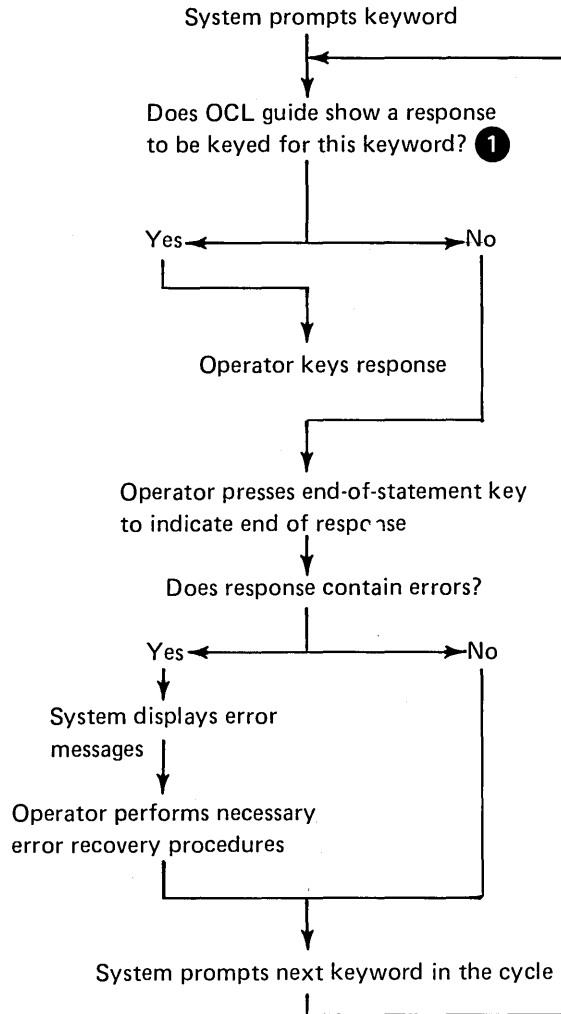 System prompts keyword
Does OCL guide show a response
to be keyed for this keyword? 1
Yes No
Operator keys response
Operator presses end-of-statement key
to indicate end of response
Does response contain errors?
Yes No
System displays error
messages
Operator performs necessary
error recovery procedures
System prompts next keyword in the cycle